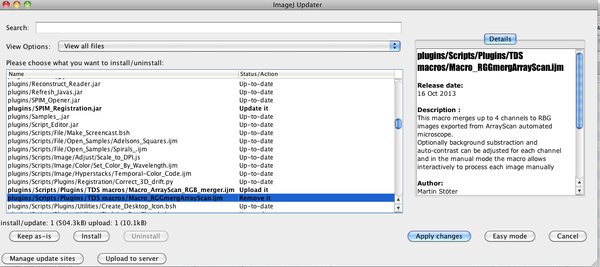 ImageJ Updater
Search:
View Options: View all files
Please choose what you want to install/uninstall:
Name Status/Action
plugins/Reconstruct_Reader.jar Up-to-date
plugins/Refresh_Javas.jar Up-to-date
plugins/SPIM_Opener.jar Up-to-date
plugins/SPIM_Registration.jar Update it
plugins/Samples_.jar Up-to-date
plugins/Script_Editor.jar Up-to-date
plugins/Scripts/File/Make_Screencast.bsh Up-to-date
plugins/Scripts/File/Open_Samples/Adelsons_Squares.ijm Up-to-date
plugins/Scripts/File/Open_Samples/Spirals_.ijm Up-to-date
plugins/Scripts/Image/Adjust/Scale_to_DPI.js Up-to-date
plugins/Scripts/Image/Color/Set_Color_By_Wavelength.ijm Up-to-date
plugins/Scripts/Image/Hyperstacks/Temporal-Color_Code.ijm Up-to-date
plugins/Scripts/Plugins/Registration/Correct_3D_drift.py Up-to-date
plugins/Scripts/Plugins/TDS macros/Macro_ArrayScan_RGB_merger.ijm Upload it
plugins/Scripts/Plugins/TDS macros/Macro_RGGmergArrayScan.ijm Remove it
plugins/Scripts/Plugins/Utilities/Create_Desktop_Icon.bsh Up-to-date
install/update: 1 (504.3kB) upload: 1 (10.1kB)
Keep as-is Install Uninstall
Manage update sites Upload to server
Details
plugins/Scripts/Plugins/TDS
macros/Macro_RGGmergArrayScan.ijm
Release date:
16 Oct 2013
Description :
This macro merges up to 4 channels to RBG
images exported from ArrayScan automated
microscope.
Optionally background substraction and
auto-contrast can be adjusted for each channel
and in the manual mode the macro allows
interactively to process each image manually
Author:
Martin Stöter
Apply changes Easy mode Cancel